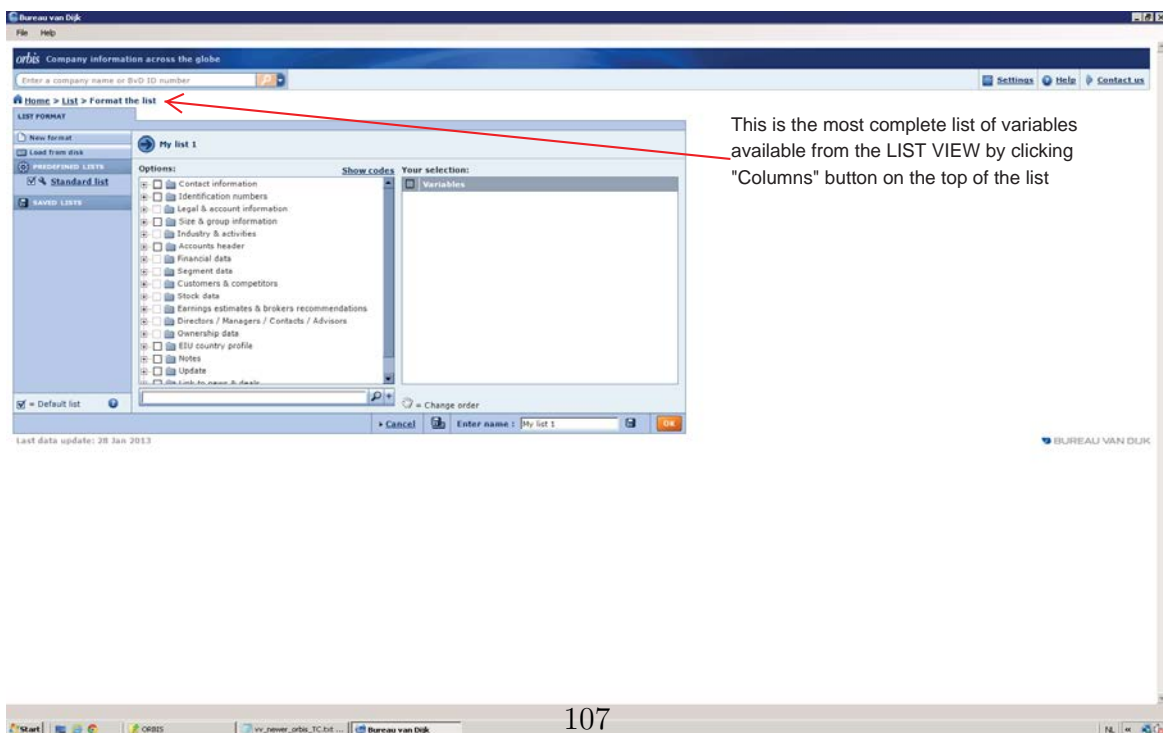 Bureau van Dijk
File Help
orbis Company information across the globe
Enter a company name or BvD ID number
Settings Help Contact us
Home > List > Format the list
LIST FORMAT
This is the most complete list of variables
available from the LIST VIEW by clicking
"Columns" button on the top of the list
New format
Load from disk
PREDEFINED LISTS
Standard list
SAVED LISTS
My list 1
Options: Show codes Your selection:
Variables
Contact information
Identification numbers
Legal & account information
Size & group information
Industry & activities
Accounts header
Financial data
Segment data
Customers & competitors
Stock data
Earnings estimates & brokers recommendations
Directors / Managers / Contacts / Advisors
Ownership data
EIU country profile
Notes
Update
Link to news & deals
= Default list
= Change order
Cancel Enter name : My list 1 OK
Last data update: 28 Jan 2013
BUREAU VAN DIJK
107
Start ORBIS vv_newer_orbis_TC.txt ... Bureau van Dijk NL